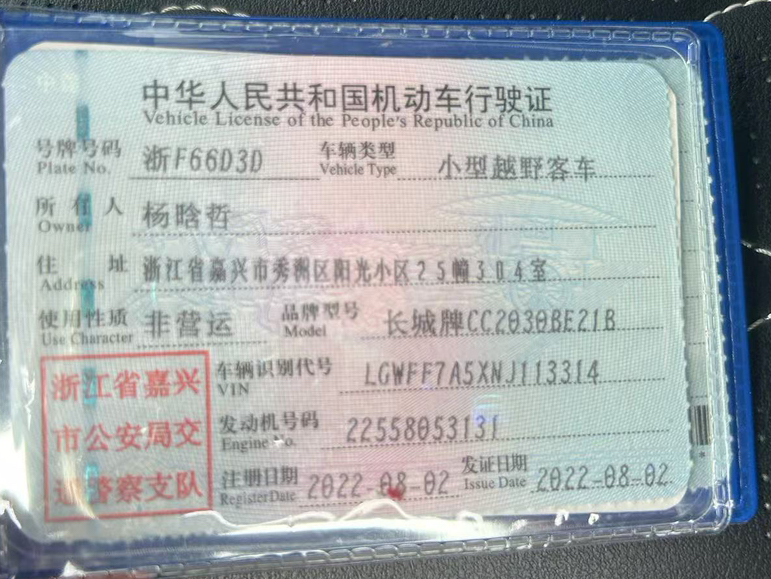 中华人民共和国机动车行驶证
Vehicle License of the People's Republic of China
号牌号码 浙F66D3D 车辆类型 小型越野客车
Plate No. Vehicle Type
所有人 杨晗哲
Owner
住址 浙江省嘉兴市秀洲区阳光小区25幢304室
Address
使用性质 非营运 品牌型号 长城牌CC2030BE21B
Use Character Model
浙江省嘉兴
市公安局交
通警察支队
车辆识别代号 LGWFF7A5XNJ113314
VIN
发动机号码 22558053131
Engine No.
注册日期 2022-08-02 发证日期 2022-08-02
Register Date Issue Date